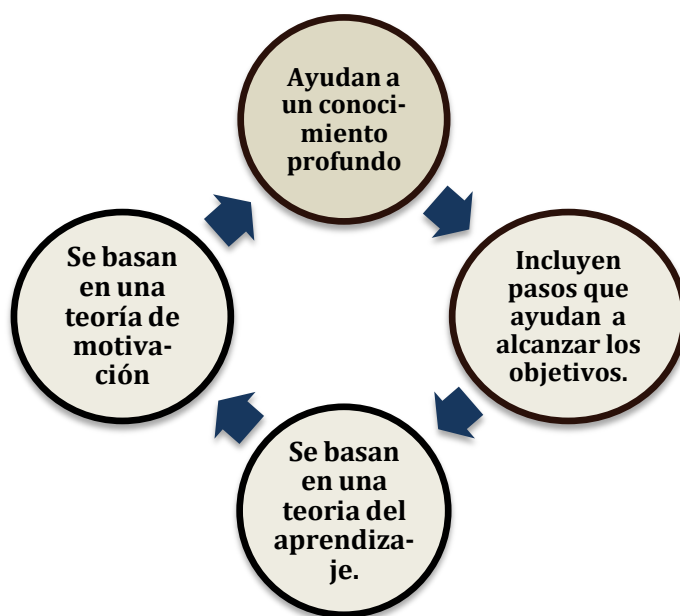 Ayudan a
un conoci-
miento
profundo
Incluyen
pasos que
ayudan a
alcanzar los
objetivos.
Se basan
en una
teoria del
aprendiza-
je.
Se basan
en una
teoría de
motiva-
ción